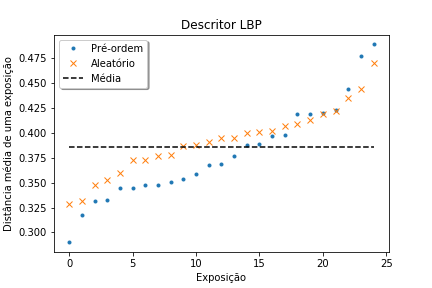 Descritor LBP
Pré-ordem
Aleatório
Média
Distância média de uma exposição
0.475
0.450
0.425
0.400
0.375
0.350
0.325
0.300
0 5 10 15 20 25
Exposição